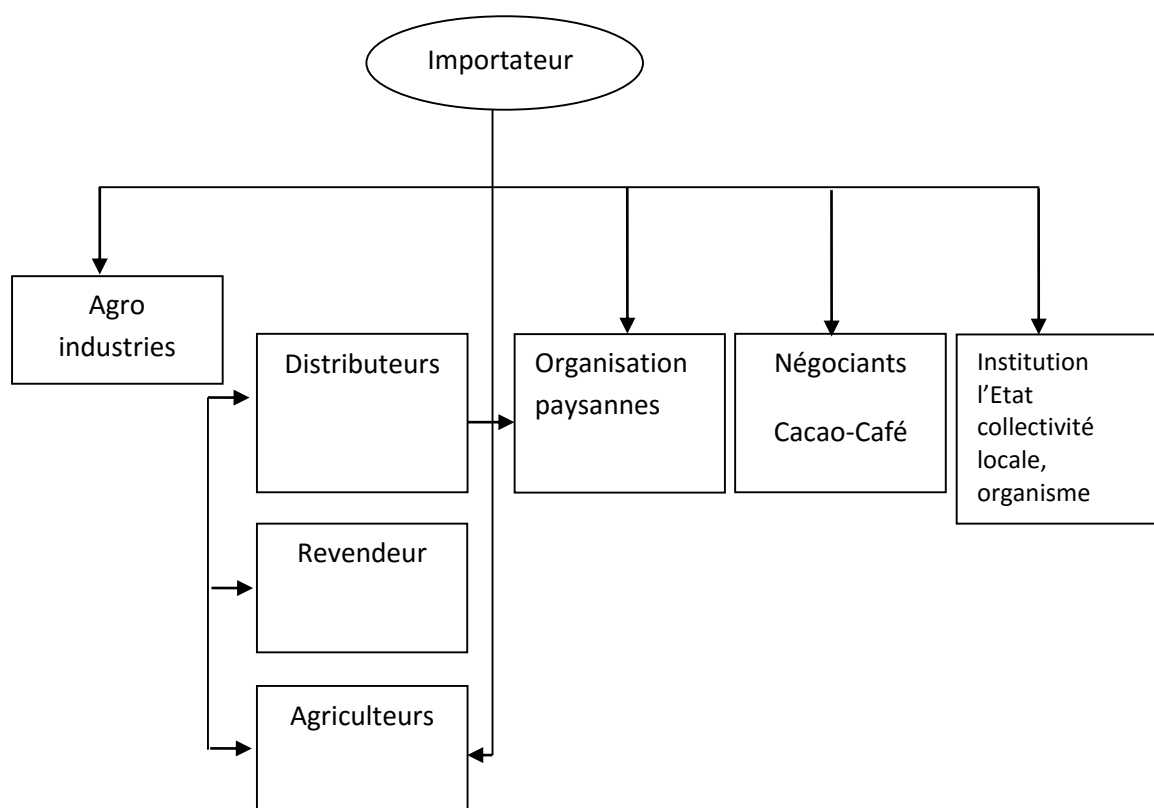 Importateur
Agro
industries
Distributeurs
Organisation
paysannes
Négociants
Cacao-Café
Institution
l’Etat
collectivité
locale,
organisme
Revendeur
Agriculteurs